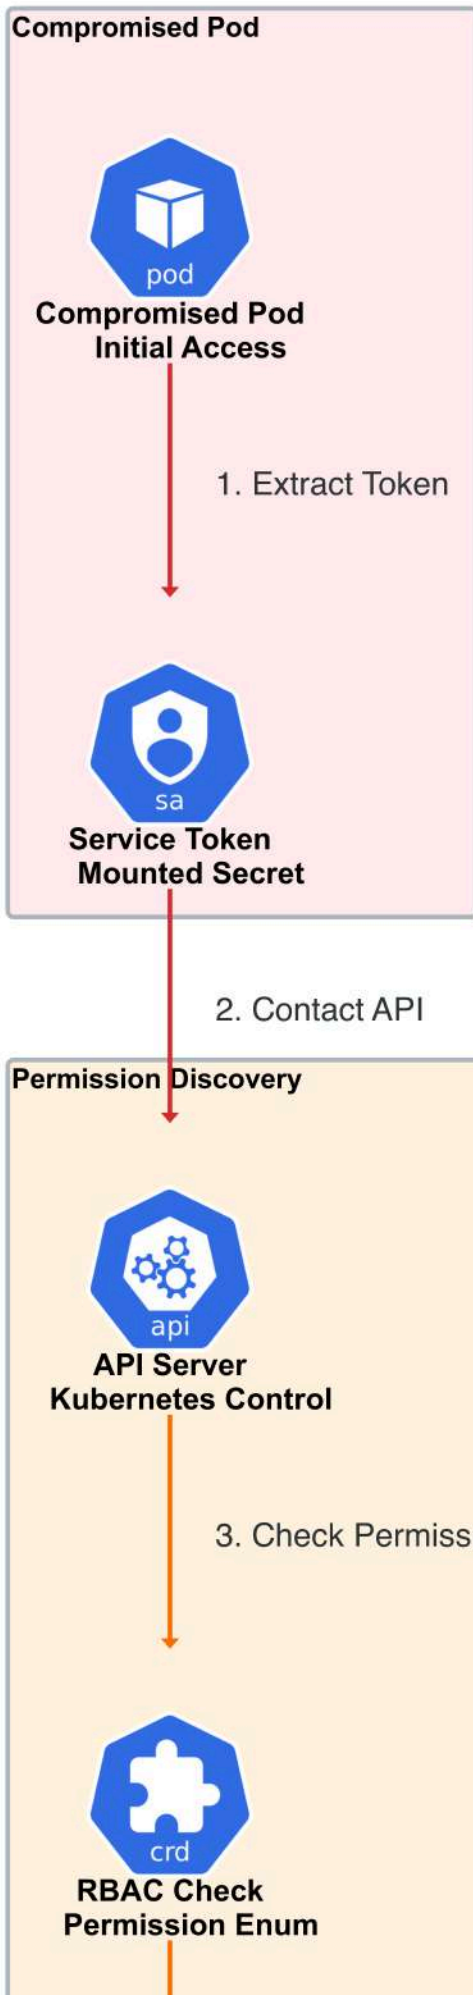 Compromised Pod
pod
Compromised Pod
Initial Access
1. Extract Token
sa
Service Token
Mounted Secret
2. Contact API
Permission Discovery
api
API Server
Kubernetes Control
3. Check Permiss
crd
RBAC Check
Permission Enum